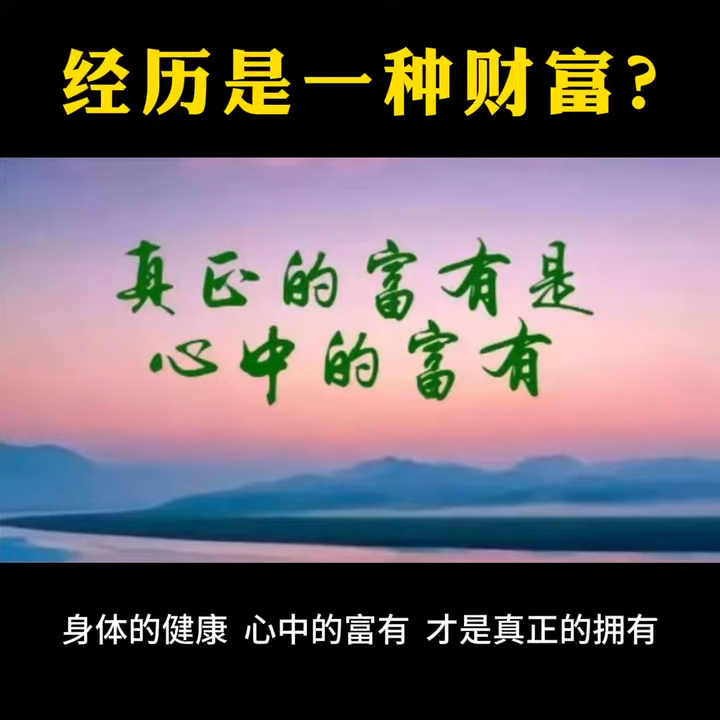 经历是一种财富?
真正的富有是
心中的富有
身体的健康 心中的富有 才是真正的拥有